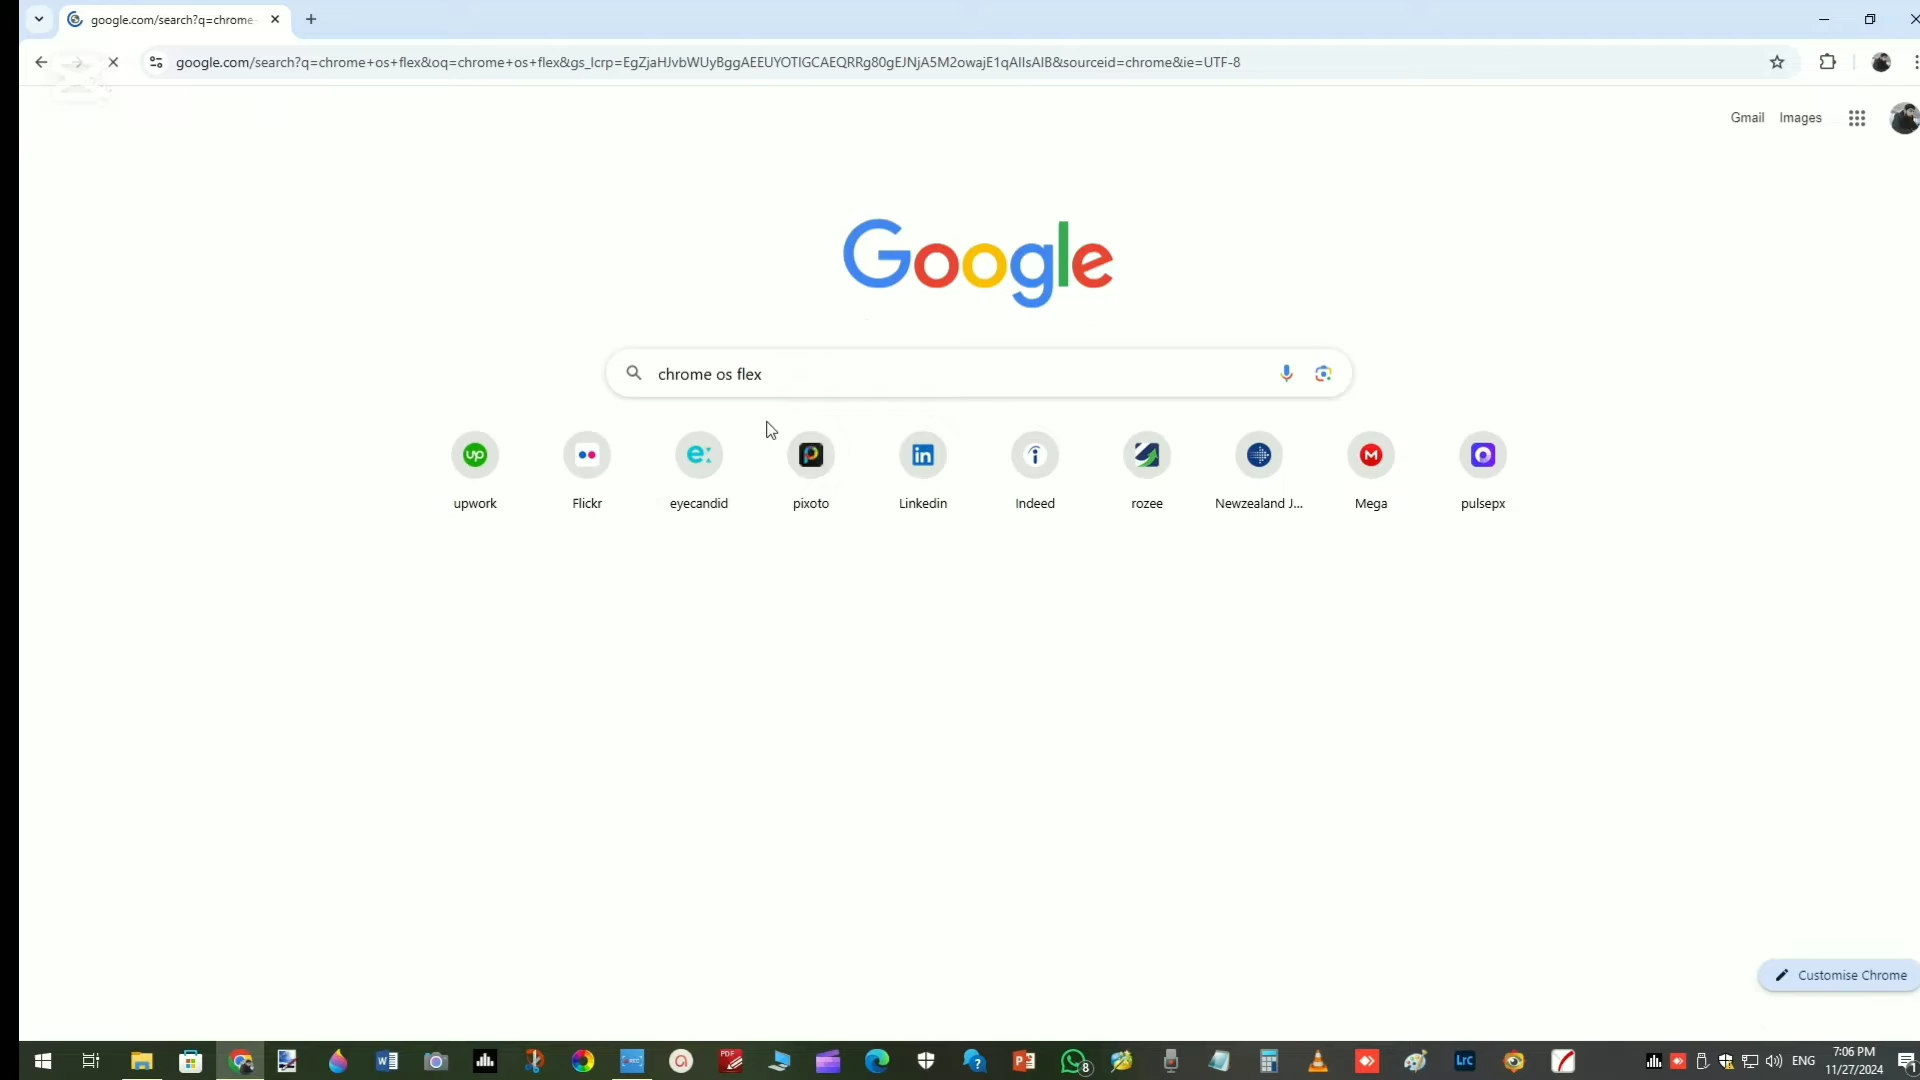 google.com/search?q=chrome
google.com/search?q=chrome+os+flex&oq=chrome+os+flex&gs_lcrp=EgZjaHJvbWUyBggAEEUYOTIGCAEQRRg80gEJNjA5M2owajE1qAIIsAIB&sourceid=chrome&ie=UTF-8
Gmail Images
Google
chrome os flex
upwork Flickr eyecandid pixoto Linkedin Indeed rozee Newzealand J... Mega pulsepx
Customise Chrome
ENG
7:06 PM
11/27/2024